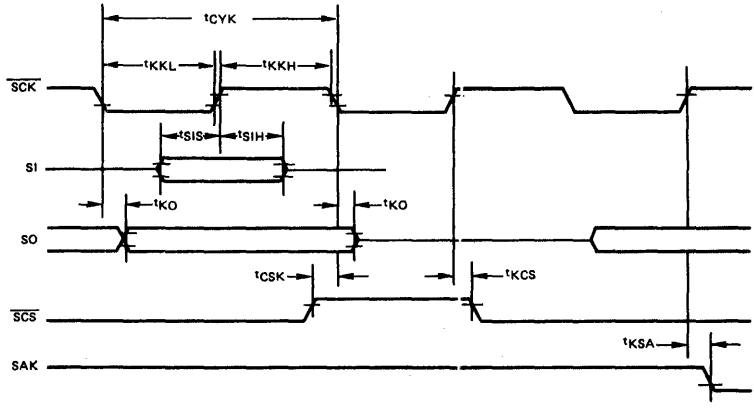 tCYK
tKKL
tKKH
SCK
tSIS
tSIH
SI
tKO
tKO
SO
tCSK
tKCS
SCS
tKSA
SAK